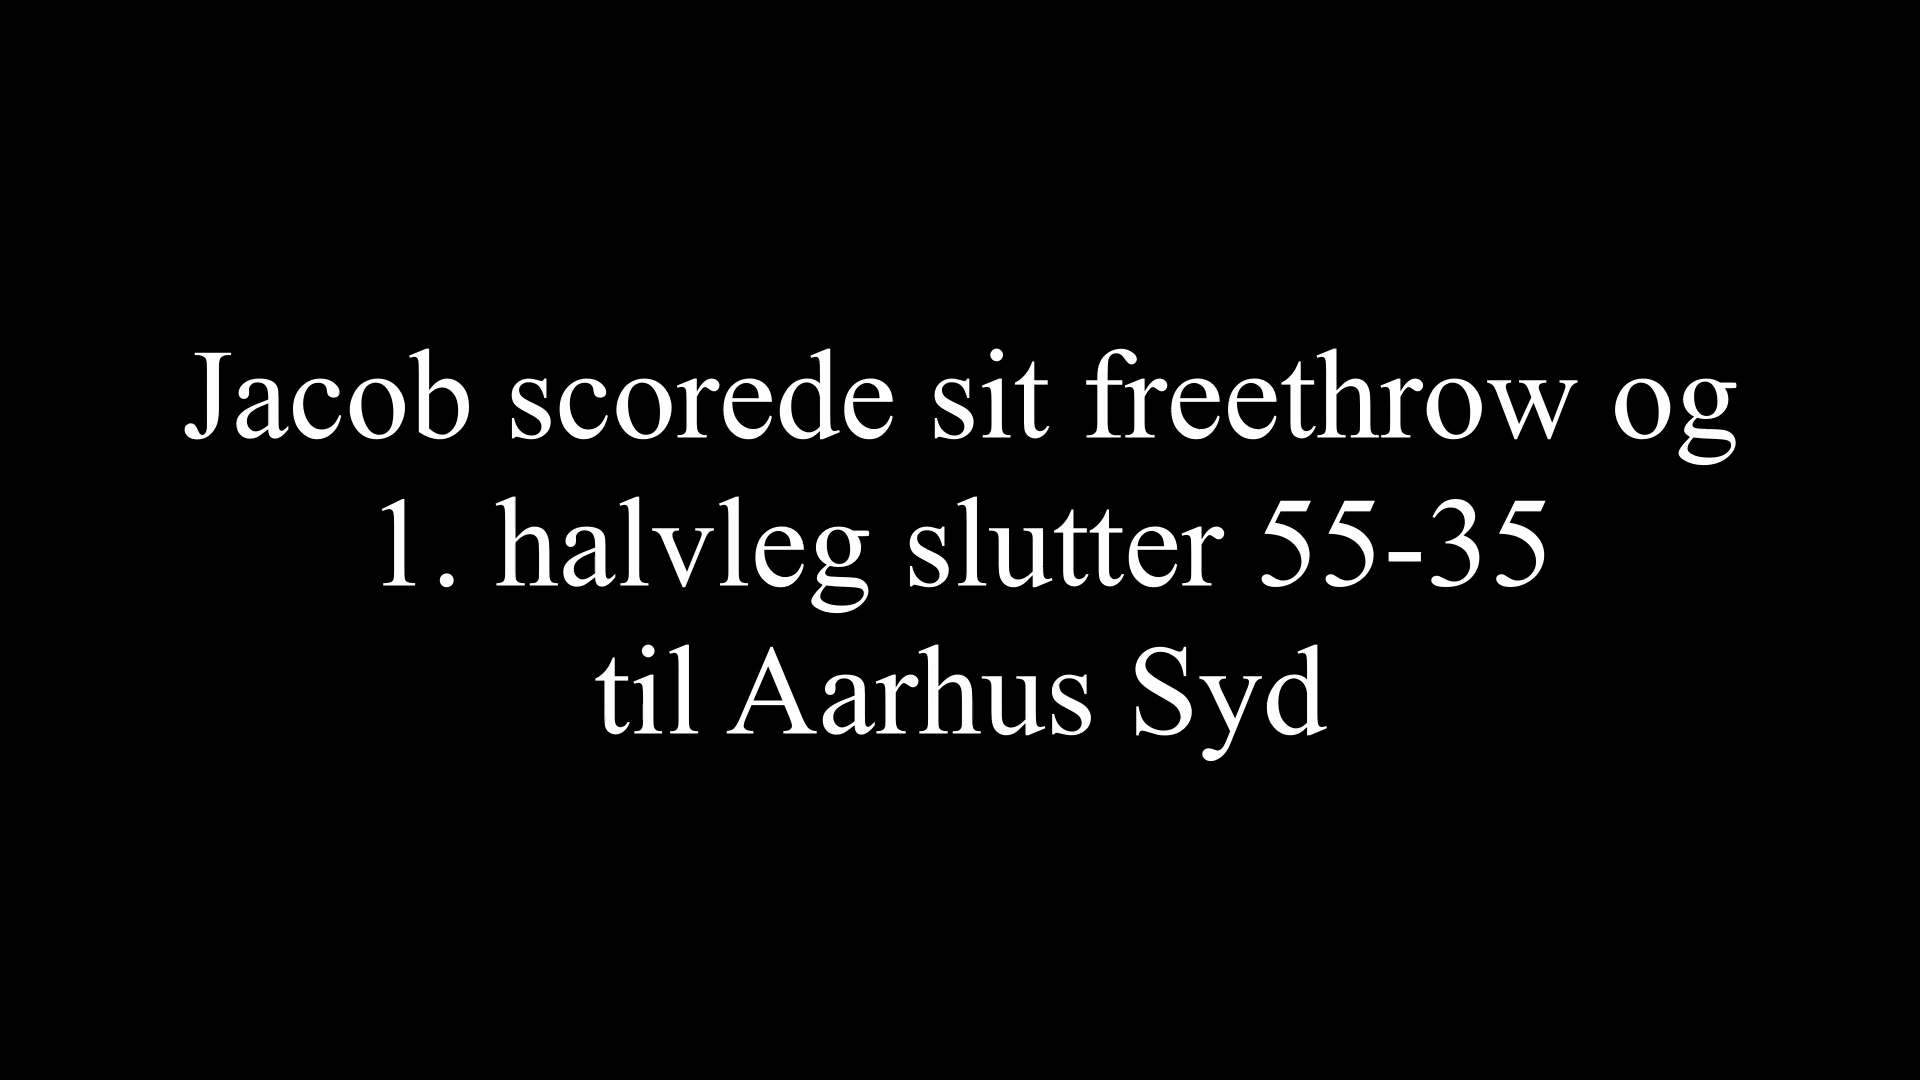 Jacob scorede sit freethrow og
1. halvleg slutter 55-35
til Aarhus Syd